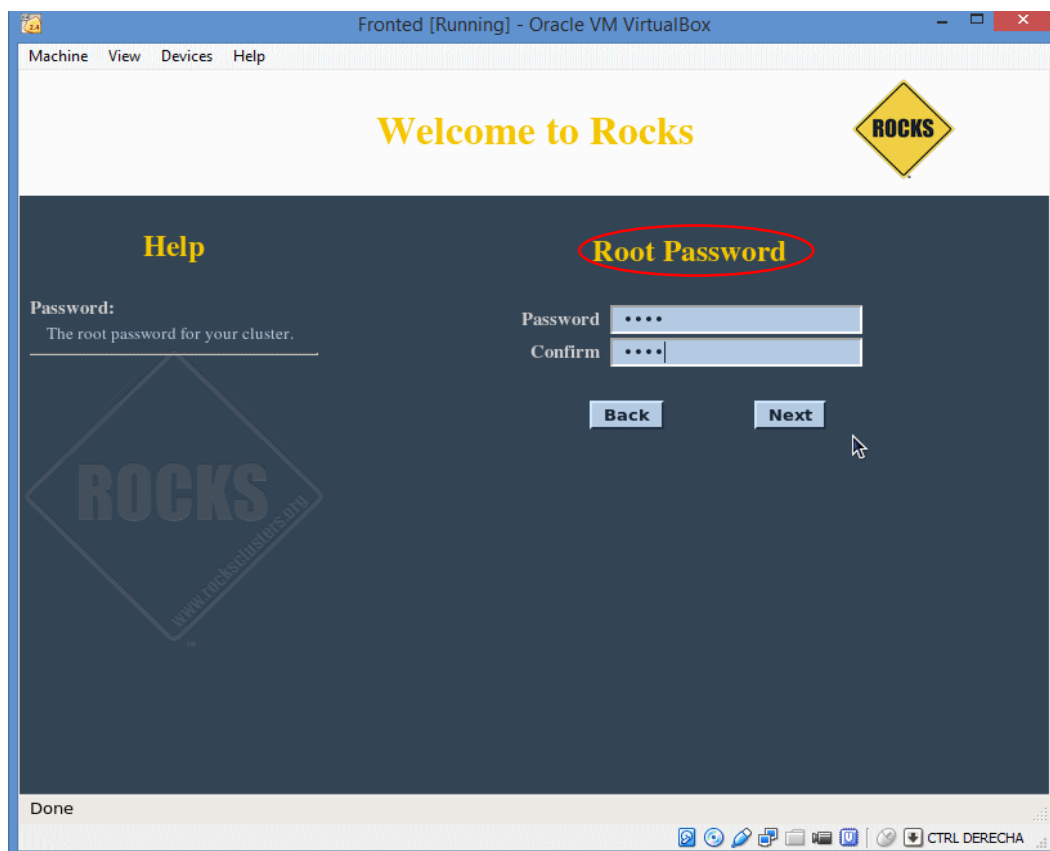 Fronted [Running] - Oracle VM VirtualBox
Machine View Devices Help
Welcome to Rocks
ROCKS
Help
Root Password
Password:
The root password for your cluster.
Password ••••
Confirm ••••
Back Next
ROCKS
www.rocksclusters.org
Done
CTRL DERECHA